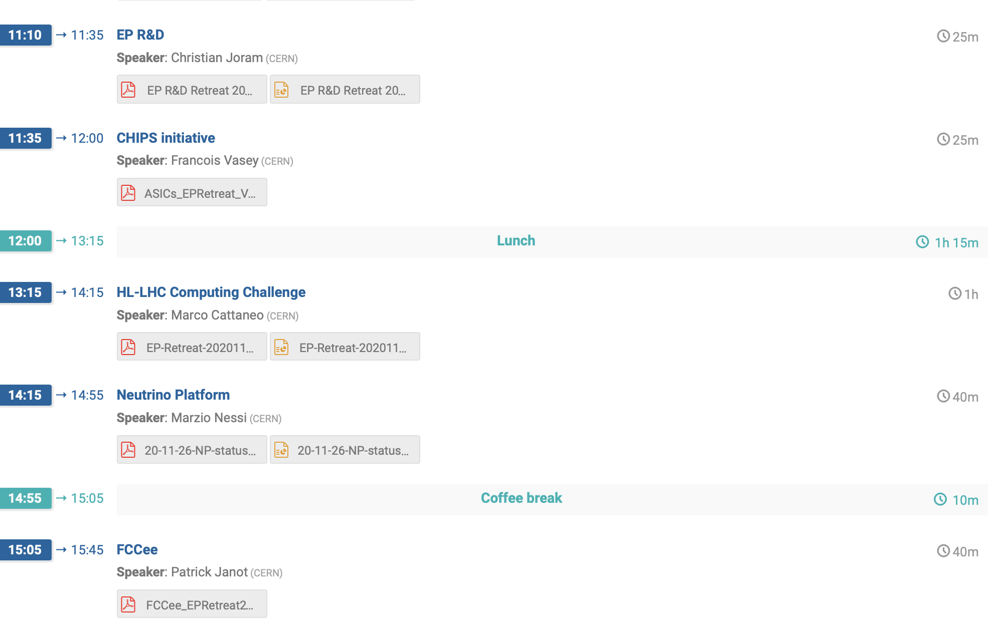 11:10 → 11:35 EP R&D 25m
Speaker: Christian Joram (CERN)
EP R&D Retreat 20... EP R&D Retreat 20...
11:35 → 12:00 CHIPS initiative 25m
Speaker: Francois Vasey (CERN)
ASICs_EPRetreat_V...
12:00 → 13:15 Lunch 1h 15m
13:15 → 14:15 HL-LHC Computing Challenge 1h
Speaker: Marco Cattaneo (CERN)
EP-Retreat-202011... EP-Retreat-202011...
14:15 → 14:55 Neutrino Platform 40m
Speaker: Marzio Nessi (CERN)
20-11-26-NP-status... 20-11-26-NP-status...
14:55 → 15:05 Coffee break 10m
15:05 → 15:45 FCCee 40m
Speaker: Patrick Janot (CERN)
FCCee_EPRetreat2...